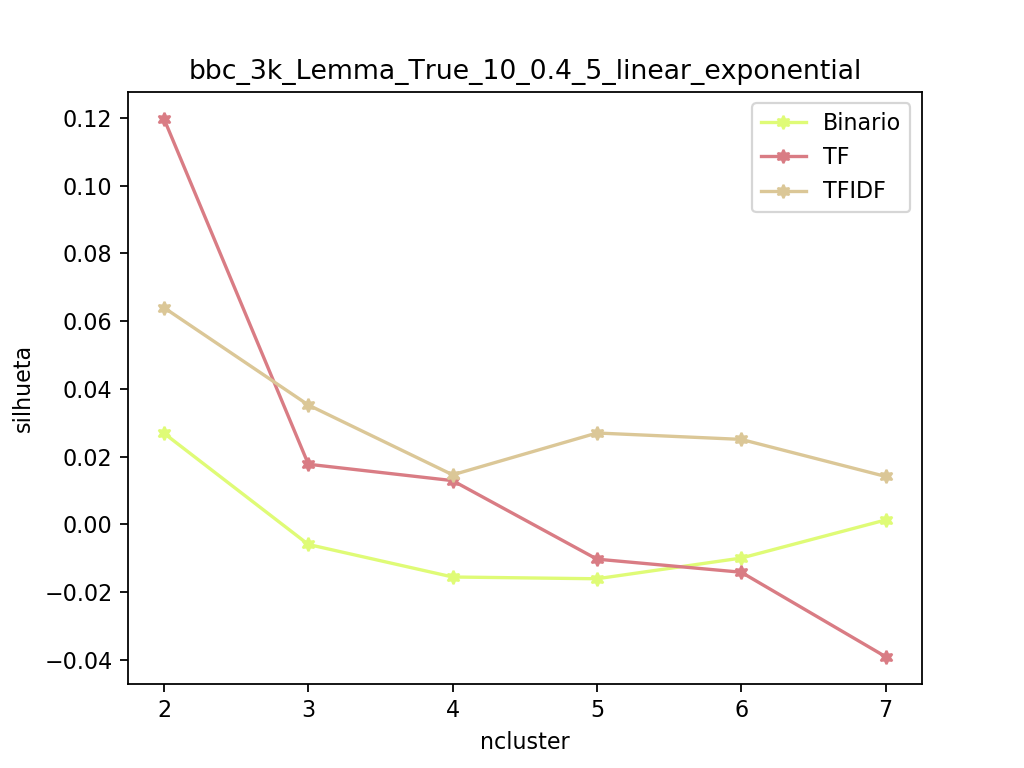 bbc_3k_Lemma_True_10_0.4_5_linear_exponential
Binario
TF
TFIDF
silhueta
0.12
0.10
0.08
0.06
0.04
0.02
0.00
−0.02
−0.04
2 3 4 5 6 7
ncluster